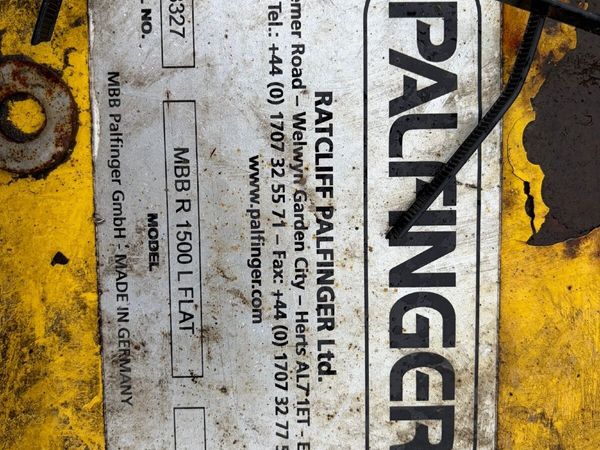 PALFINGER
RATCLIFF PALFINGER Ltd.
Road – Welwyn Garden City – Herts AL7 1ET -
Tel.: +44 (0) 1707 32 55 71 – Fax: +44 (0) 1707 32 77 5
www.palfinger.com
327
MBB R 1500 L FLAT
L NO.
MODEL
MBB Palfinger GmbH - MADE IN GERMANY